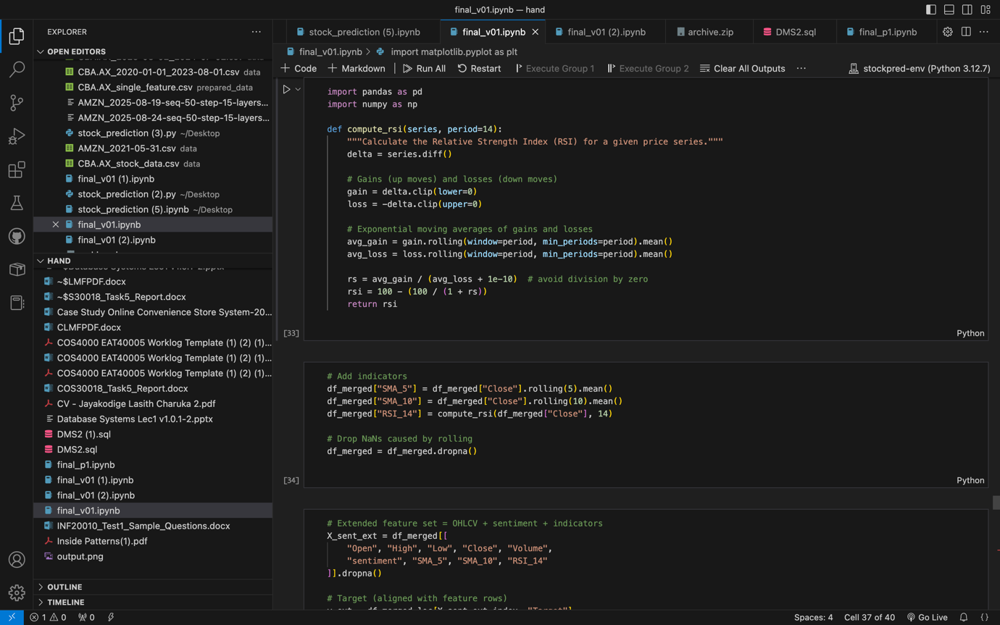 final_v01.ipynb — hand
EXPLORER
OPEN EDITORS
CBA.AX_2020-01-01_2023-08-01.csv data
CBA.AX_single_feature.csv prepared_data
AMZN_2025-08-19-seq-50-step-15-layers...
AMZN_2025-08-24-seq-50-step-15-layers...
stock_prediction (3).py ~/Desktop
AMZN_2021-05-31.csv data
CBA.AX_stock_data.csv data
final_v01 (1).ipynb
stock_prediction (2).py ~/Desktop
stock_prediction (5).ipynb ~/Desktop
final_v01.ipynb
final_v01 (2).ipynb
HAND
~$LMFPDF.docx
~$S30018_Task5_Report.docx
Case Study Online Convenience Store System-20...
CLMFPDF.docx
COS4000 EAT40005 Worklog Template (1) (2) (1)...
COS4000 EAT40005 Worklog Template (1) (2) (1)...
COS4000 EAT40005 Worklog Template (1) (2) (1)...
COS30018_Task5_Report.docx
CV - Jayakodige Lasith Charuka 2.pdf
Database Systems Lec1 v1.0.1-2.pptx
DMS2 (1).sql
DMS2.sql
final_p1.ipynb
final_v01 (1).ipynb
final_v01 (2).ipynb
final_v01.ipynb
INF20010_Test1_Sample_Questions.docx
Inside Patterns(1).pdf
output.png
OUTLINE
TIMELINE
stock_prediction (5).ipynb
final_v01.ipynb
final_v01 (2).ipynb
archive.zip
DMS2.sql
final_p1.ipynb
final_v01.ipynb > import matplotlib.pyplot as plt
+ Code + Markdown | Run All Restart Execute Group 1 Execute Group 2 Clear All Outputs ... stockpred-env (Python 3.12.7)
import pandas as pd
import numpy as np
def compute_rsi(series, period=14):
"""Calculate the Relative Strength Index (RSI) for a given price series."""
delta = series.diff()
# Gains (up moves) and losses (down moves)
gain = delta.clip(lower=0)
loss = -delta.clip(upper=0)
# Exponential moving averages of gains and losses
avg_gain = gain.rolling(window=period, min_periods=period).mean()
avg_loss = loss.rolling(window=period, min_periods=period).mean()
rs = avg_gain / (avg_loss + 1e-10)  # avoid division by zero
rsi = 100 - (100 / (1 + rs))
return rsi
[33]
Python
# Add indicators
df_merged["SMA_5"] = df_merged["Close"].rolling(5).mean()
df_merged["SMA_10"] = df_merged["Close"].rolling(10).mean()
df_merged["RSI_14"] = compute_rsi(df_merged["Close"], 14)
# Drop NaNs caused by rolling
df_merged = df_merged.dropna()
[34]
Python
# Extended feature set = OHLCV + sentiment + indicators
X_sent_ext = df_merged[[
"Open", "High", "Low", "Close", "Volume",
"sentiment", "SMA_5", "SMA_10", "RSI_14"
]].dropna()
# Target (aligned with feature rows)
1 0 0
Spaces: 4 Cell 37 of 40 Go Live